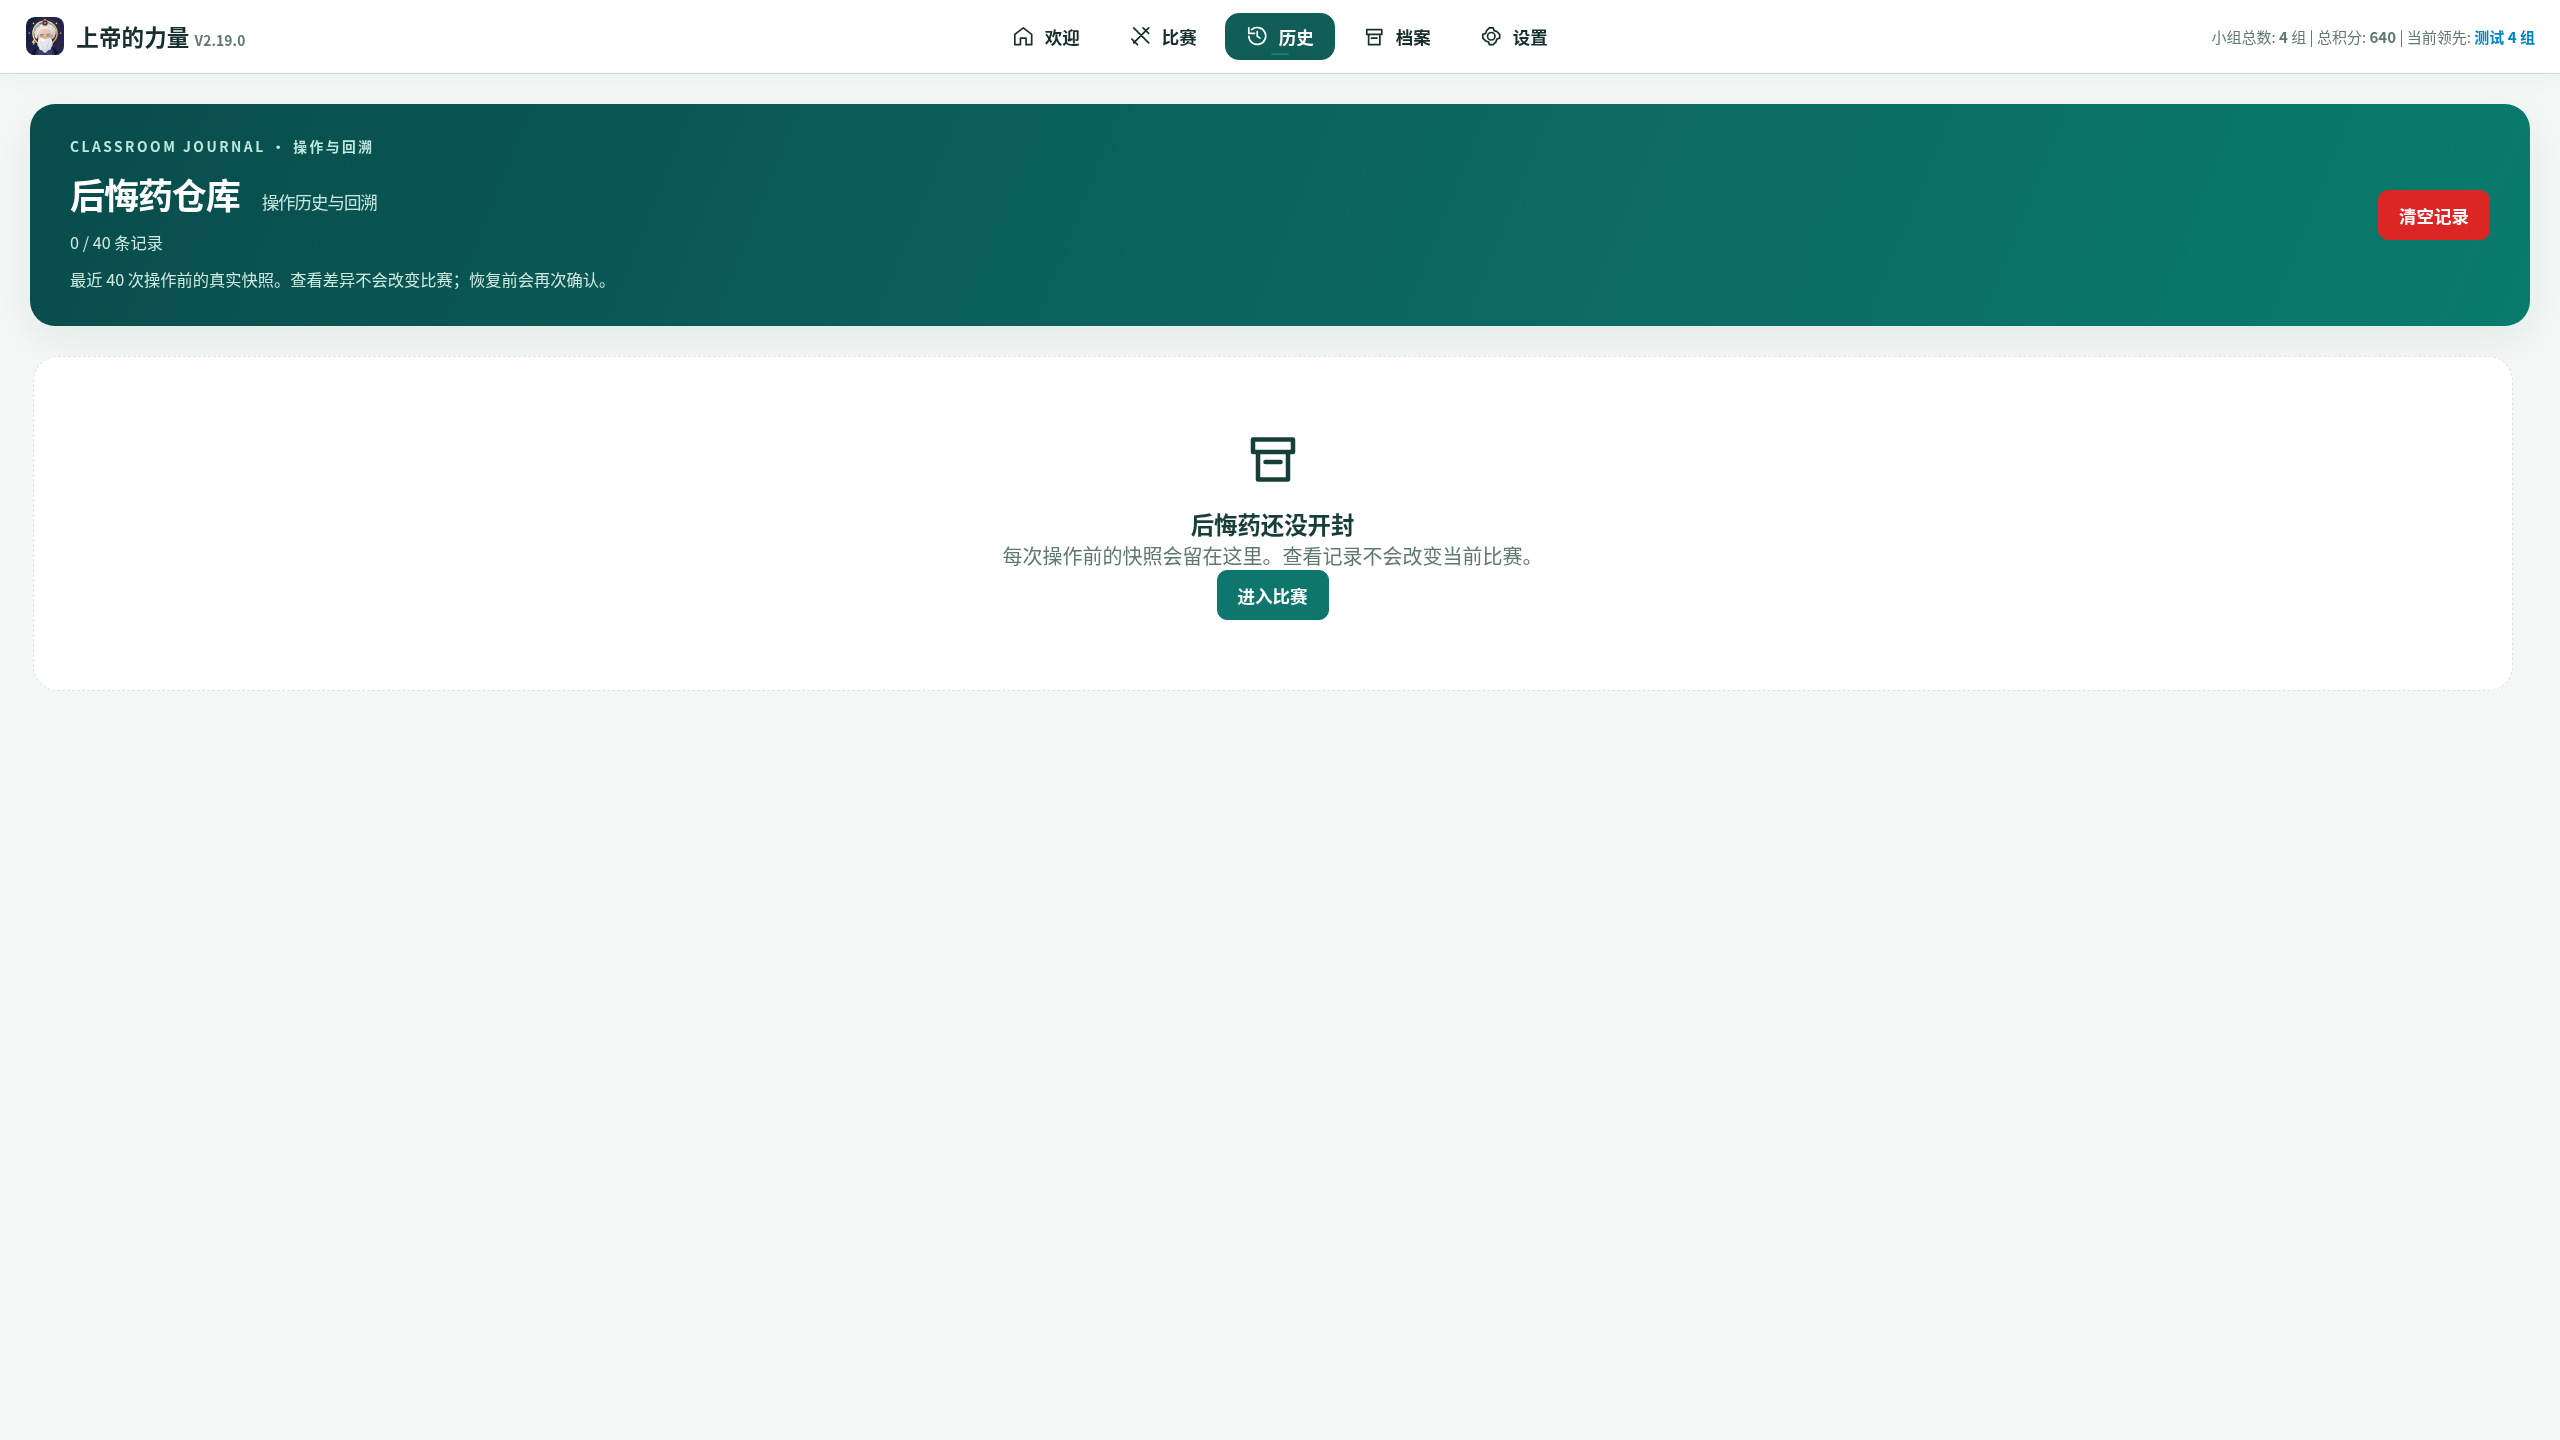 上帝的力量 V2.19.0
欢迎
比赛
历史
档案
设置
小组总数: 4 组 | 总积分: 640 | 当前领先: 测试 4 组
CLASSROOM JOURNAL · 操作与回溯
后悔药仓库 操作历史与回溯
0 / 40 条记录
最近 40 次操作前的真实快照。查看差异不会改变比赛；恢复前会再次确认。
清空记录
后悔药还没开封
每次操作前的快照会留在这里。查看记录不会改变当前比赛。
进入比赛